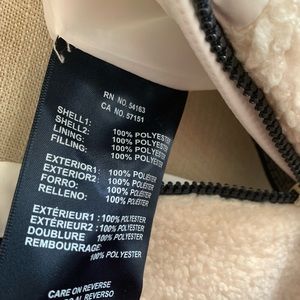 RN NO. 54163
CA NO. 57151
SHELL1: 100% POLYESTER
SHELL2: 100% POLYESTER
LINING: 100% POLYESTER
FILLING: 100% POLYESTER
EXTERIOR1: 100% POLYESTER
EXTERIOR2: 100% POLYESTER
FORRO: 100% POLYESTER
RELLENO: 100% POLYESTER
EXTÉRIEUR1: 100% POLYESTER
EXTÉRIEUR2: 100% POLYESTER
DOUBLURE 100% POLYESTER
REMBOURRAGE: 100% POLYESTER
CARE ON REVERSE
AL REVERSO